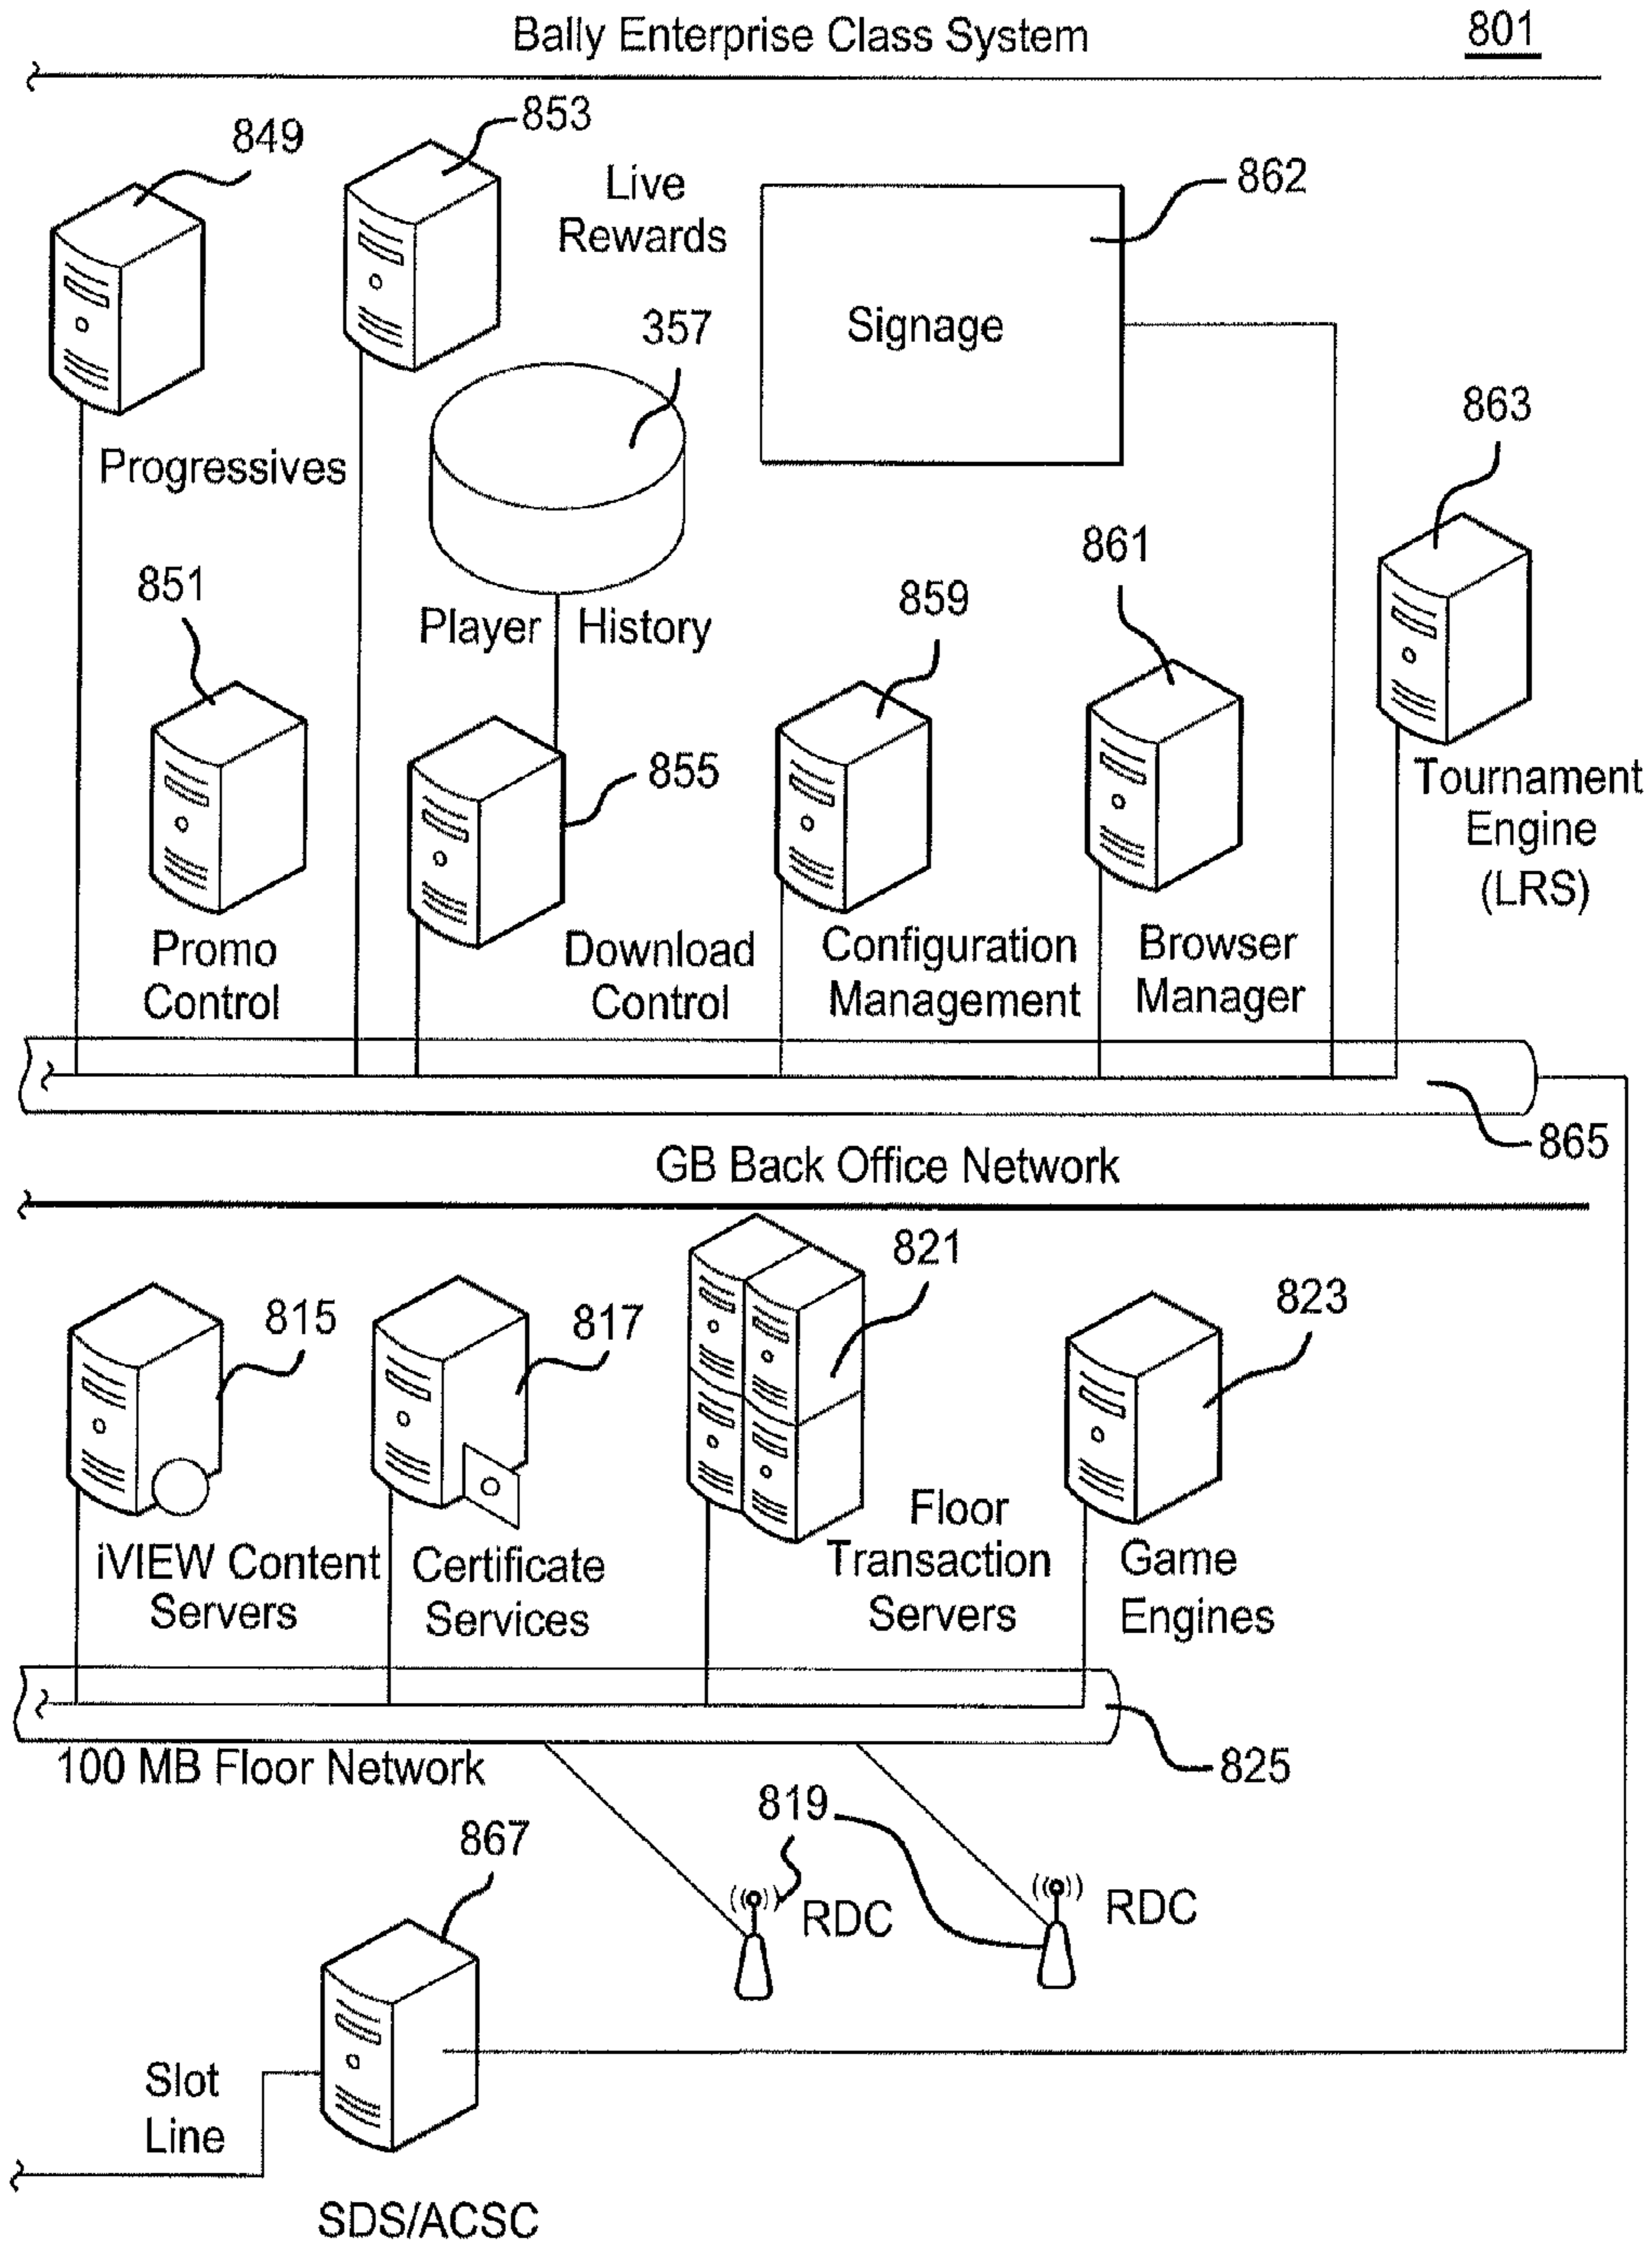 Bally Enterprise Class System
801
849
853
Live
Rewards
862
Signage
357
Progressives
863
851
Player History
859
861
855
Tournament
Engine
(LRS)
Promo
Control
Download
Control
Configuration
Management
Browser
Manager
865
GB Back Office Network
815
817
821
823
iVIEW Content
Servers
Certificate
Services
Floor
Transaction
Servers
Game
Engines
100 MB Floor Network
825
819
867
RDC
RDC
Slot
Line
SDS/ACSC